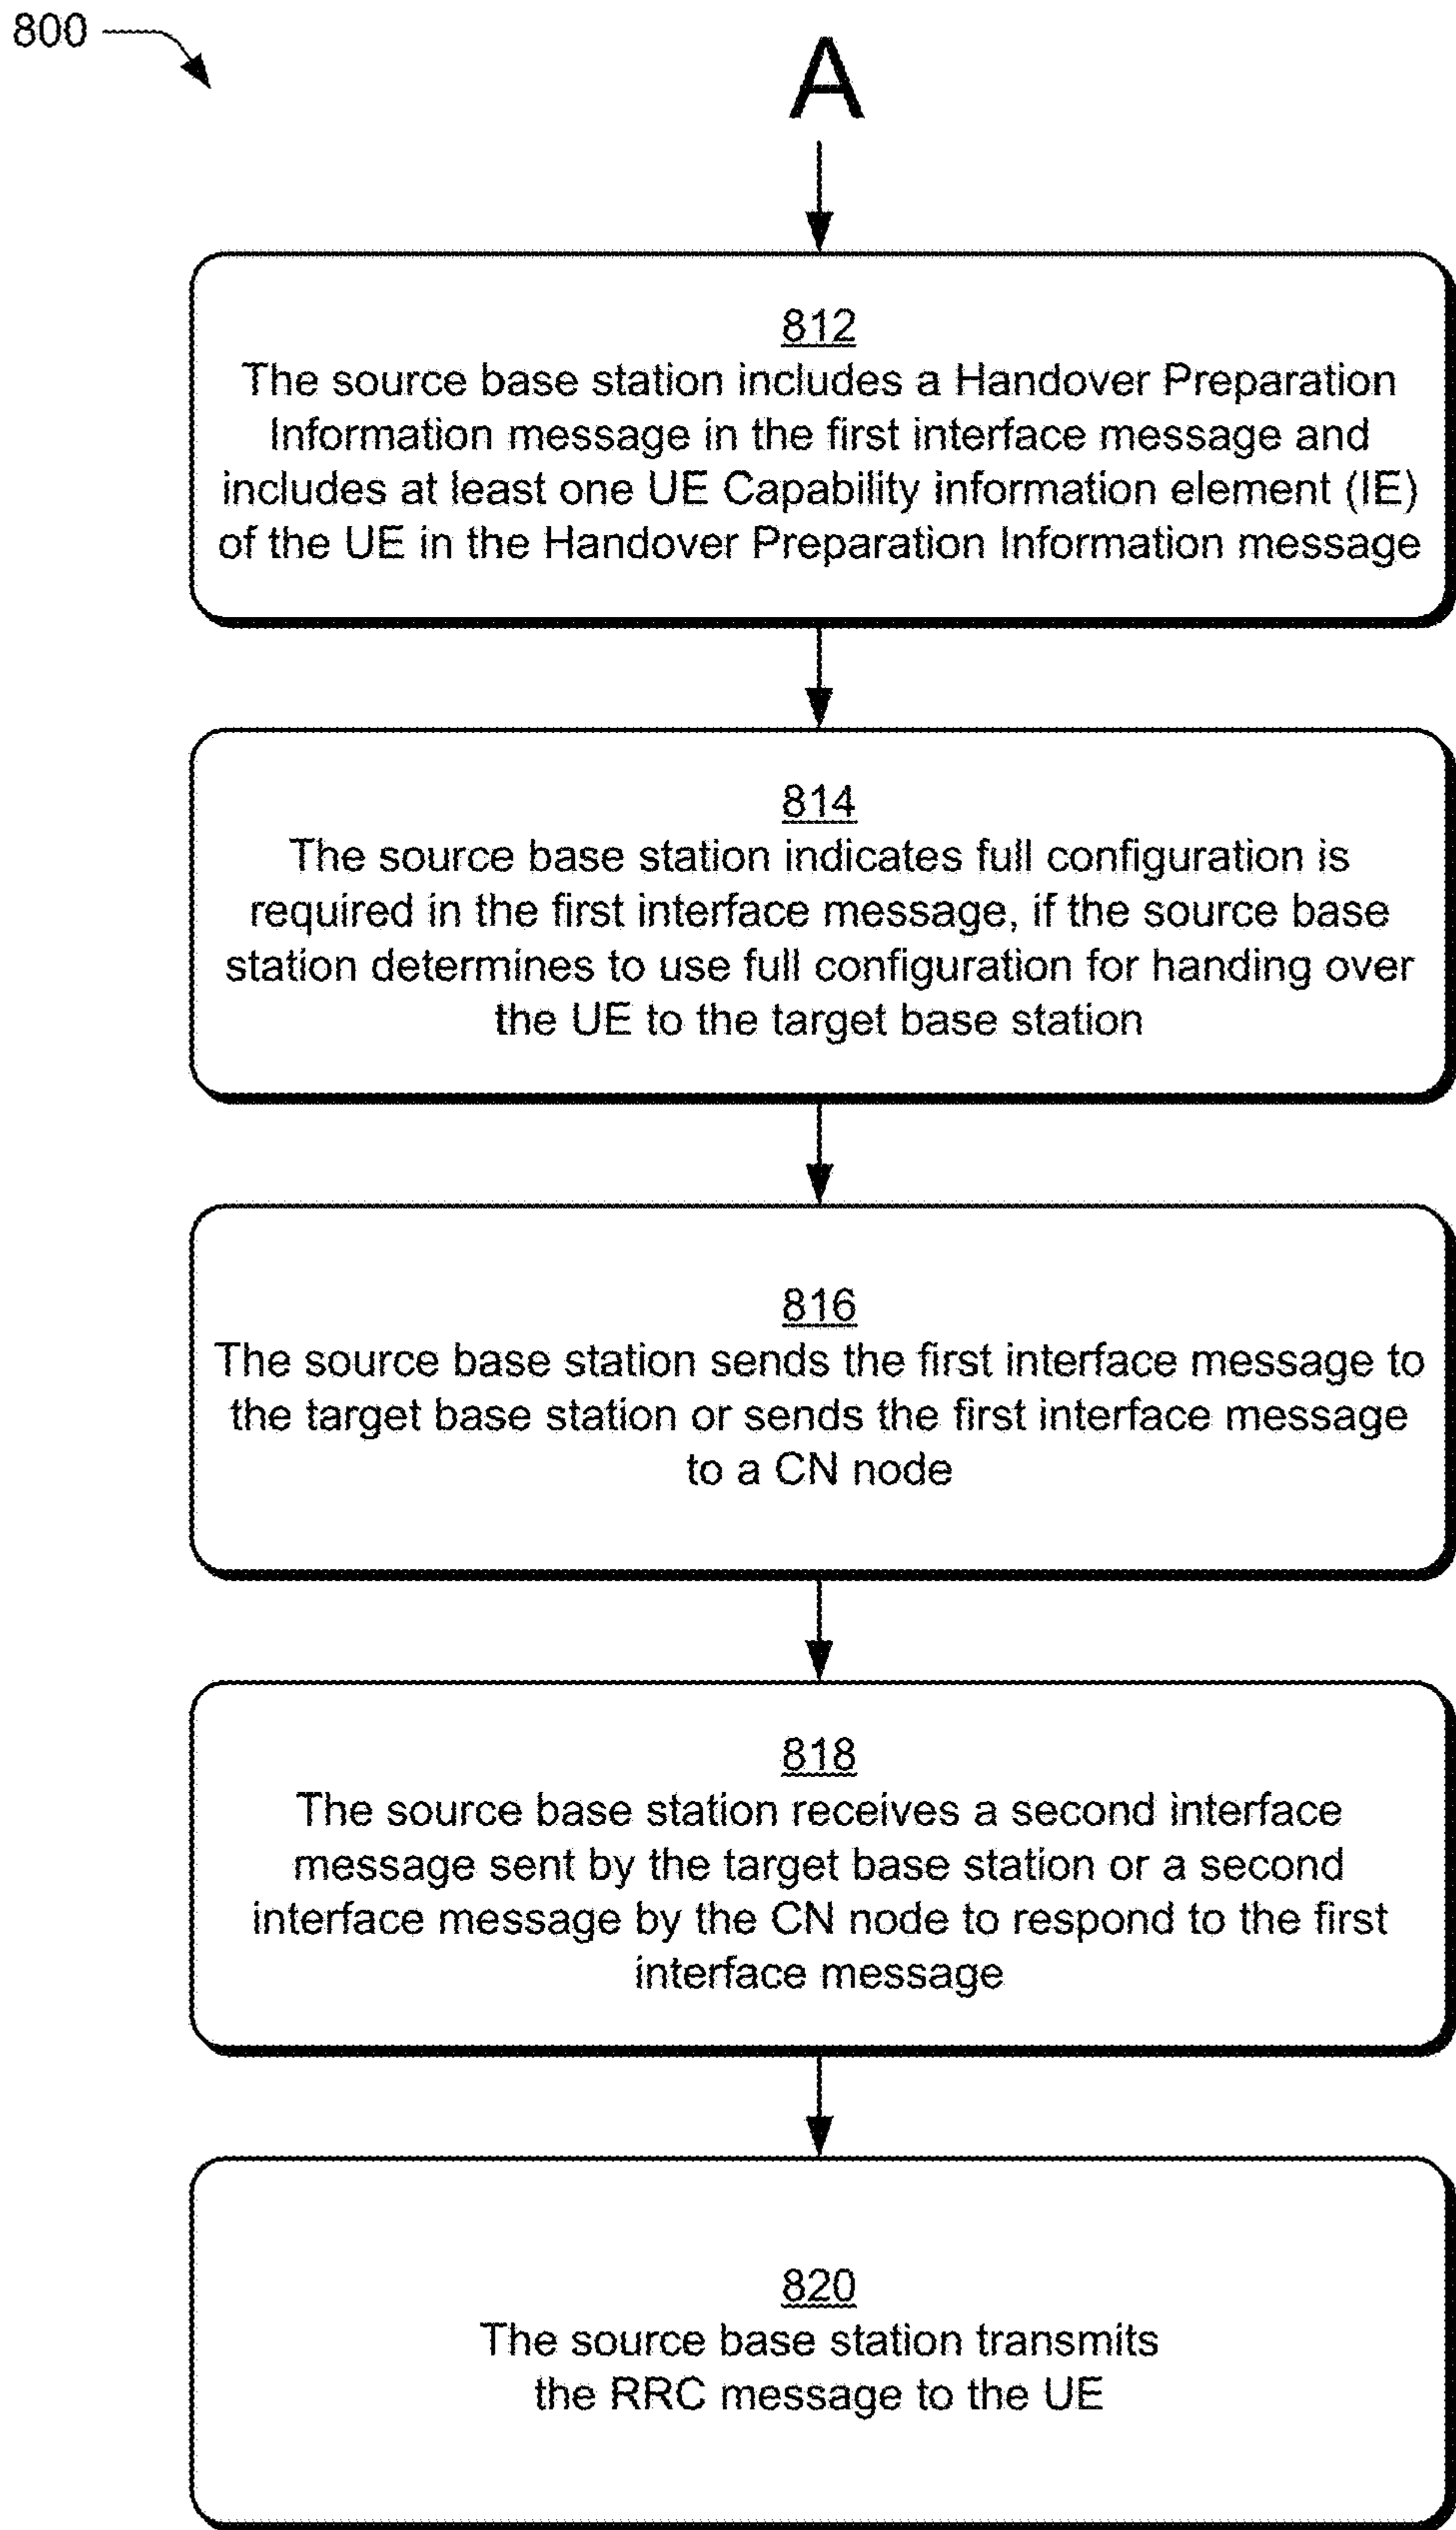 800
A
812
The source base station includes a Handover Preparation
Information message in the first interface message and
includes at least one UE Capability information element (IE)
of the UE in the Handover Preparation Information message
814
The source base station indicates full configuration is
required in the first interface message, if the source base
station determines to use full configuration for handing over
the UE to the target base station
816
The source base station sends the first interface message to
the target base station or sends the first interface message
to a CN node
818
The source base station receives a second interface
message sent by the target base station or a second
interface message by the CN node to respond to the first
interface message
820
The source base station transmits
the RRC message to the UE